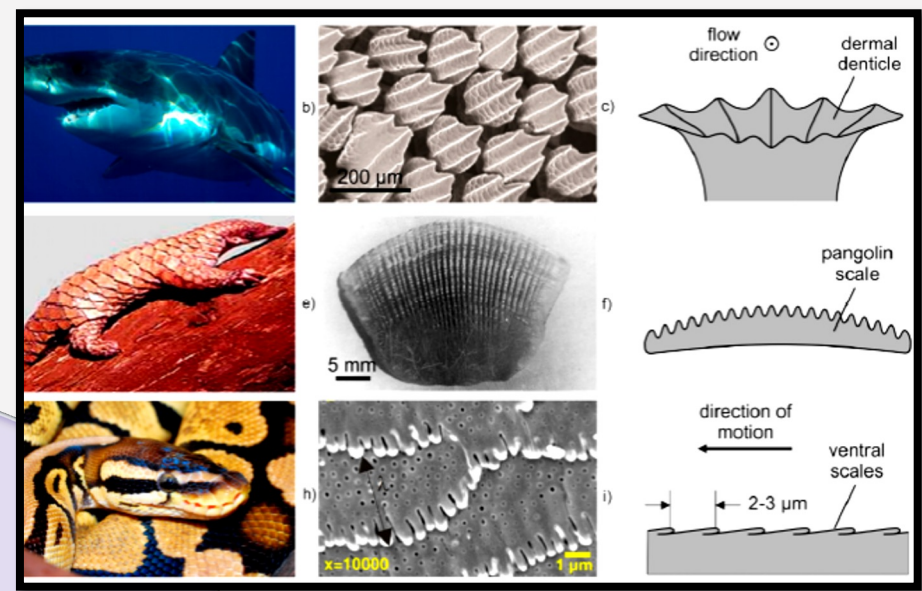 b)
200 µm
c)
flow
direction
dermal
denticle
e)
5 mm
f)
pangolin
scale
h)
x=10000
1 µm
i)
direction of
motion
ventral
scales
2-3 µm